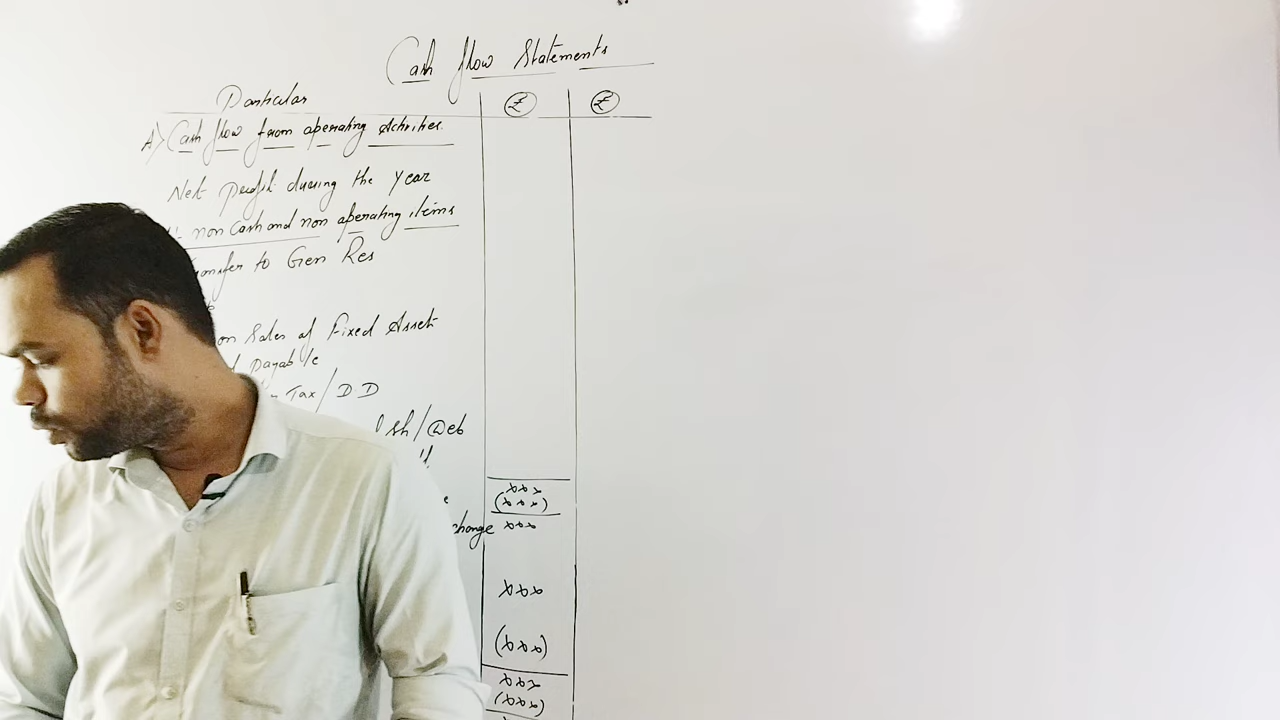 Cash flow Statements
Particular ₹ ₹
A) Cash flow from operating Activities.
Net profit during the year
non Cash and non operating items
to Gen Res
on Sales of Fixed Asset
Payable
Tax/DD
sh/Deb
xxx
(xxx)
change xxx
xxx
(xxx)
xxx
(xxx)